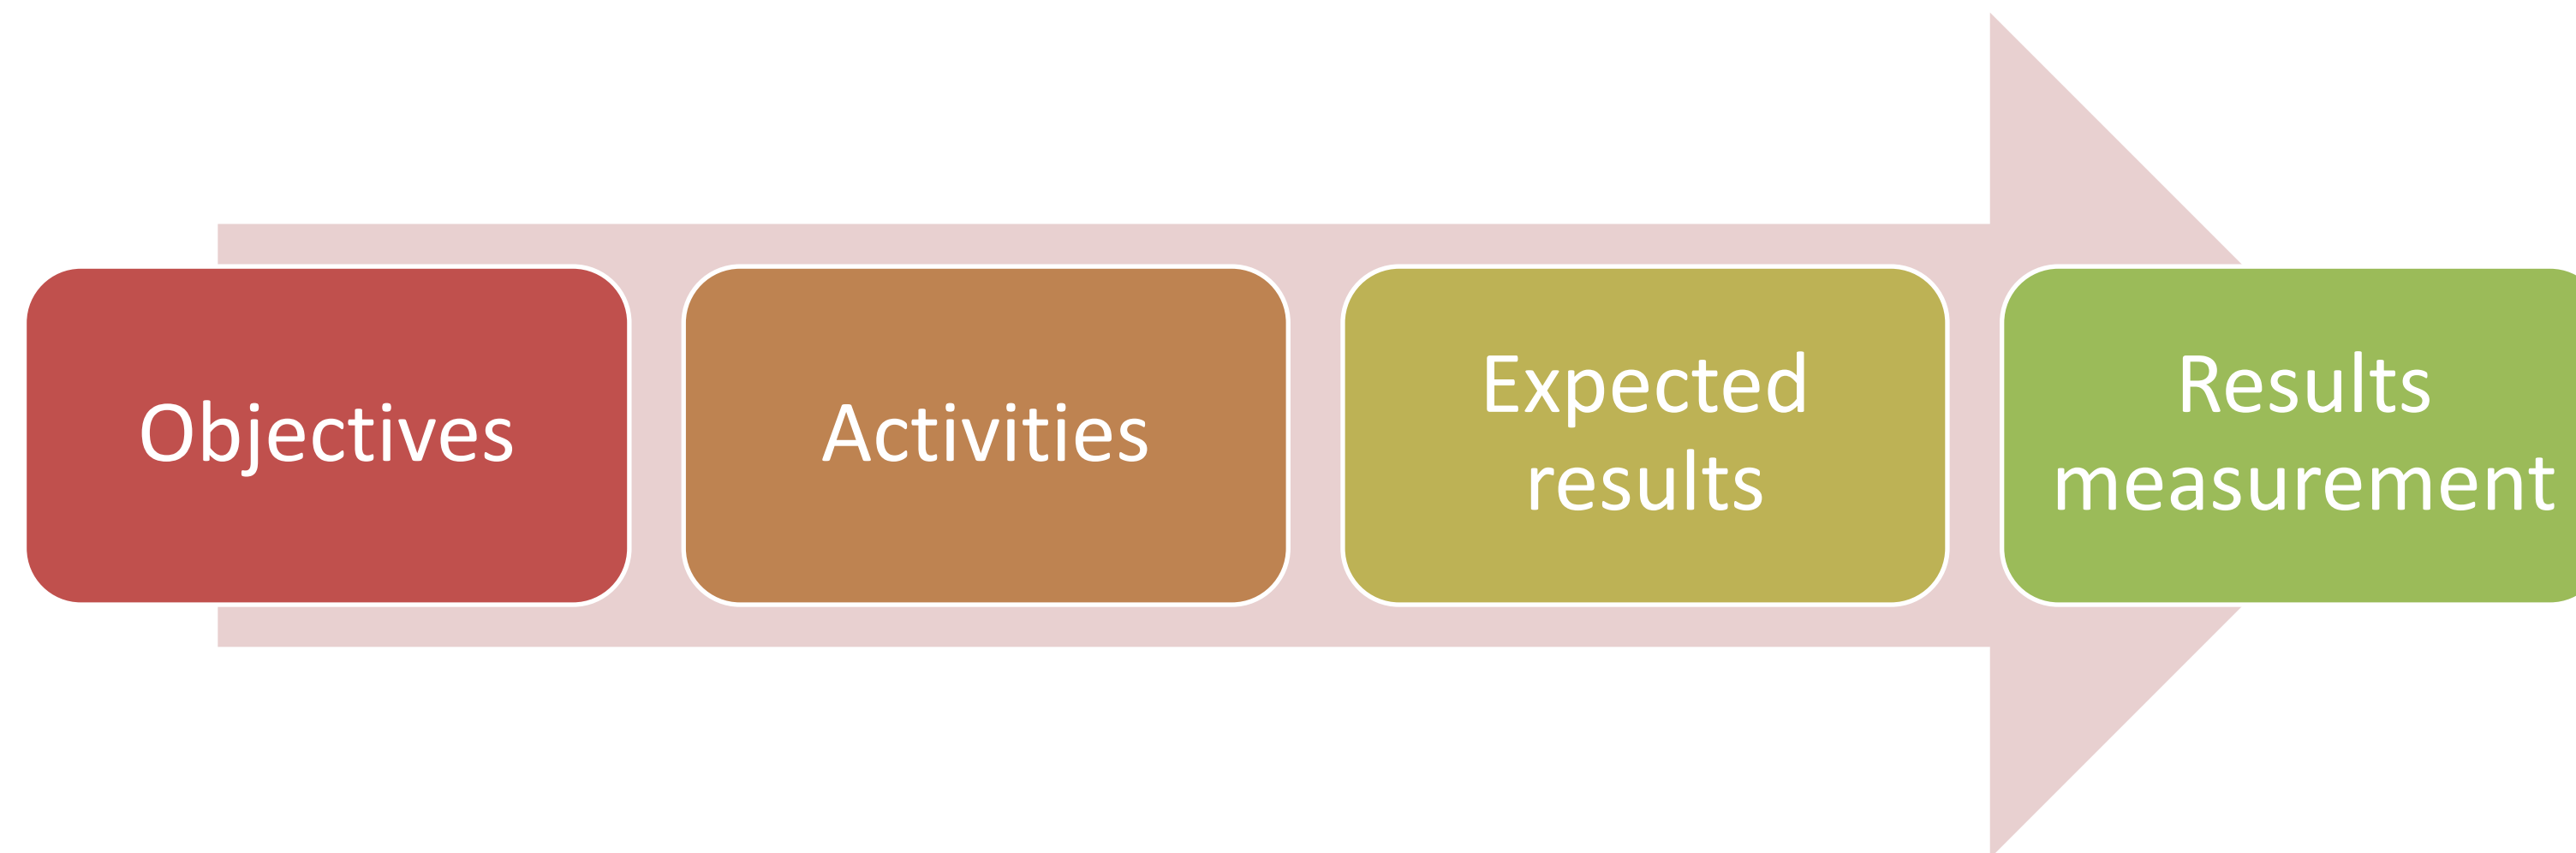 Objectives
Activities
Expected
results
Results
measurement